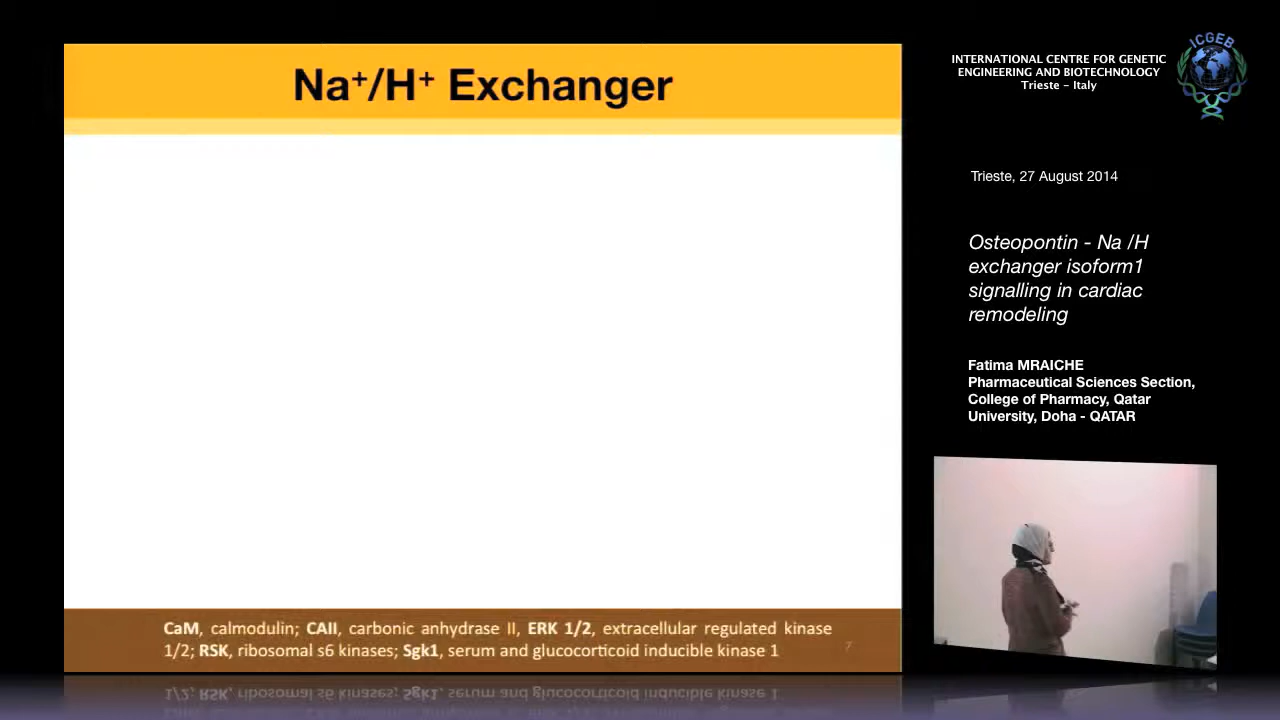 Na⁺/H⁺ Exchanger
CaM, calmodulin; CAII, carbonic anhydrase II, ERK 1/2, extracellular regulated kinase
1/2; RSK, ribosomal s6 kinases; Sgk1, serum and glucocorticoid inducible kinase 1
7
INTERNATIONAL CENTRE FOR GENETIC
ENGINEERING AND BIOTECHNOLOGY
Trieste – Italy
ICGEB
Trieste, 27 August 2014
Osteopontin - Na /H
exchanger isoform1
signalling in cardiac
remodeling
Fatima MRAICHE
Pharmaceutical Sciences Section,
College of Pharmacy, Qatar
University, Doha - QATAR